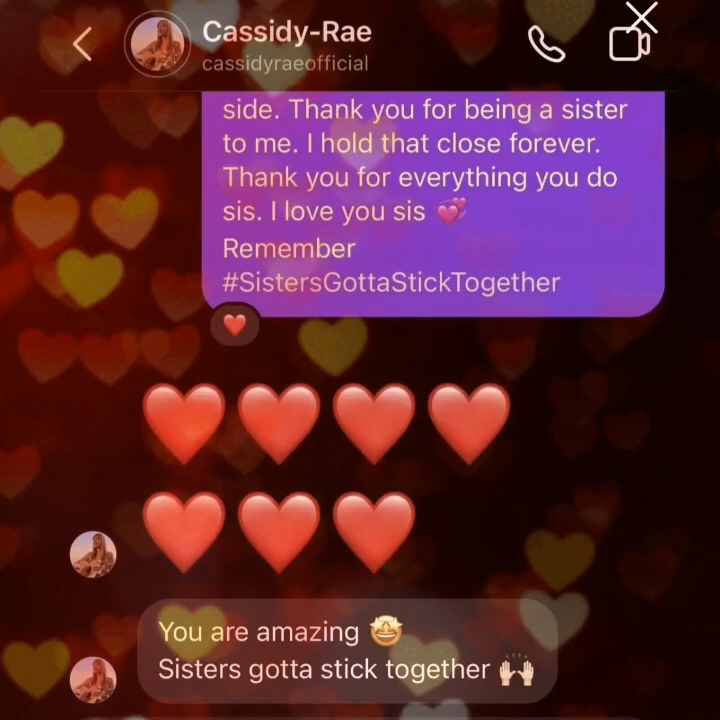 Cassidy-Rae
cassidyraeofficial
side. Thank you for being a sister
to me. I hold that close forever.
Thank you for everything you do
sis. I love you sis 💞
Remember
#SistersGottaStickTogether
❤️
❤️❤️❤️❤️
❤️❤️❤️
You are amazing 🤩
Sisters gotta stick together 🙌🏻